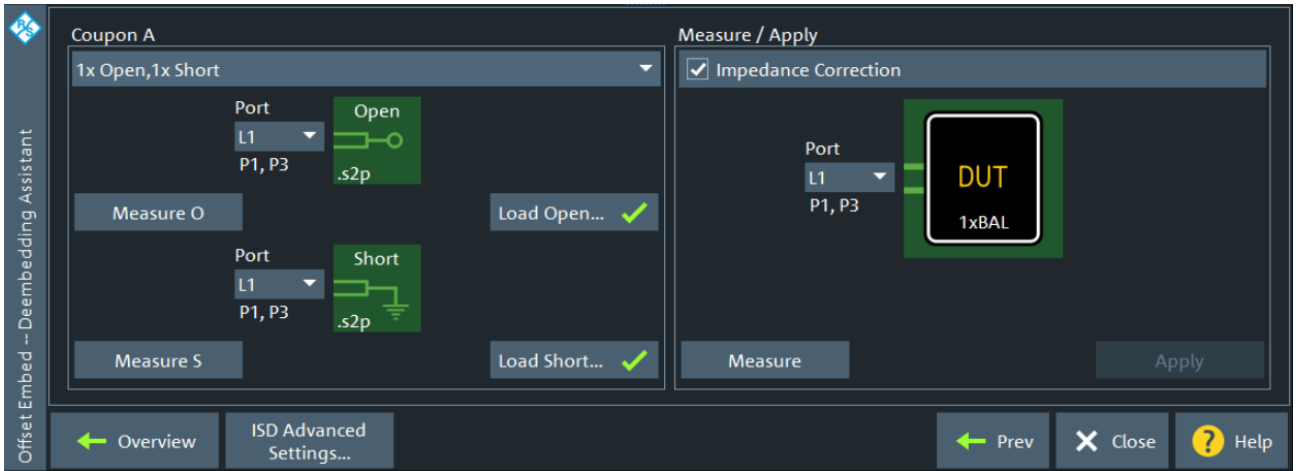 R/S
Offset Embed -- Deembedding Assistant
Coupon A
1x Open,1x Short
Port
L1
P1, P3
Open
.s2p
Measure O
Load Open...
Port
L1
P1, P3
Short
.s2p
Measure S
Load Short...
Measure / Apply
Impedance Correction
Port
L1
P1, P3
DUT
1xBAL
Measure
Apply
Overview
ISD Advanced
Settings...
Prev
Close
? Help